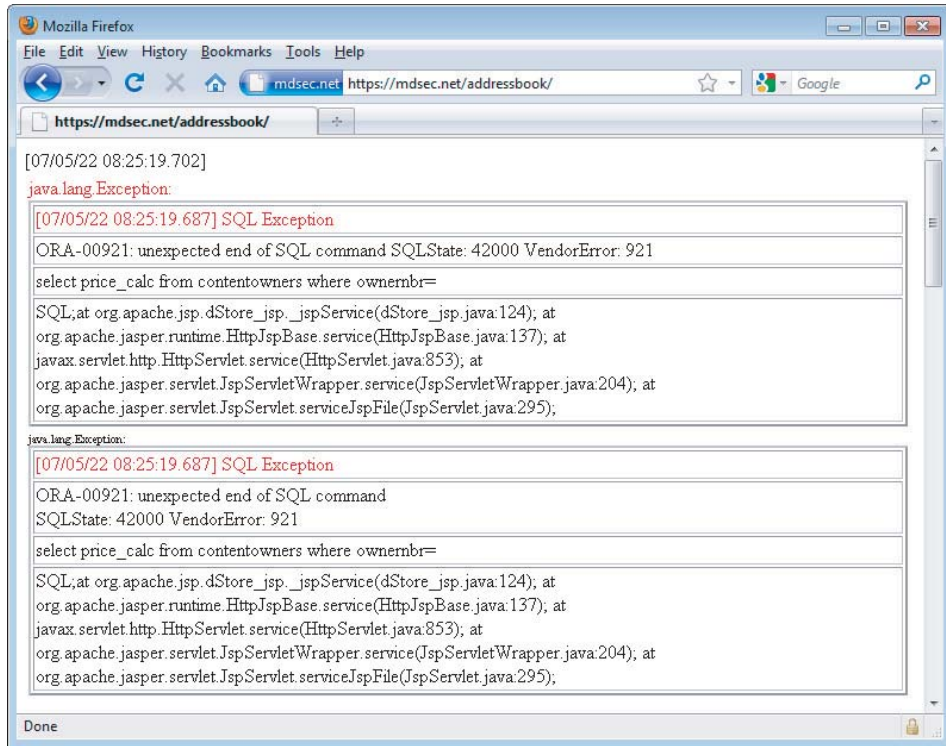 Mozilla Firefox
File Edit View History Bookmarks Tools Help
mdsec.net https://mdsec.net/addressbook/
Google
https://mdsec.net/addressbook/
[07/05/22 08:25:19.702]
java.lang.Exception:
[07/05/22 08:25:19.687] SQL Exception
ORA-00921: unexpected end of SQL command SQLState: 42000 VendorError: 921
select price_calc from contentowners where ownernbr=
SQL;at org.apache.jsp.dStore_jsp._jspService(dStore_jsp.java:124); at
org.apache.jasper.runtime.HttpJspBase.service(HttpJspBase.java:137); at
javax.servlet.http.HttpServlet.service(HttpServlet.java:853); at
org.apache.jasper.servlet.JspServletWrapper.service(JspServletWrapper.java:204); at
org.apache.jasper.servlet.JspServlet.serviceJspFile(JspServlet.java:295);
java.lang.Exception:
[07/05/22 08:25:19.687] SQL Exception
ORA-00921: unexpected end of SQL command
SQLState: 42000 VendorError: 921
select price_calc from contentowners where ownernbr=
SQL;at org.apache.jsp.dStore_jsp._jspService(dStore_jsp.java:124); at
org.apache.jasper.runtime.HttpJspBase.service(HttpJspBase.java:137); at
javax.servlet.http.HttpServlet.service(HttpServlet.java:853); at
org.apache.jasper.servlet.JspServletWrapper.service(JspServletWrapper.java:204); at
org.apache.jasper.servlet.JspServlet.serviceJspFile(JspServlet.java:295);
Done